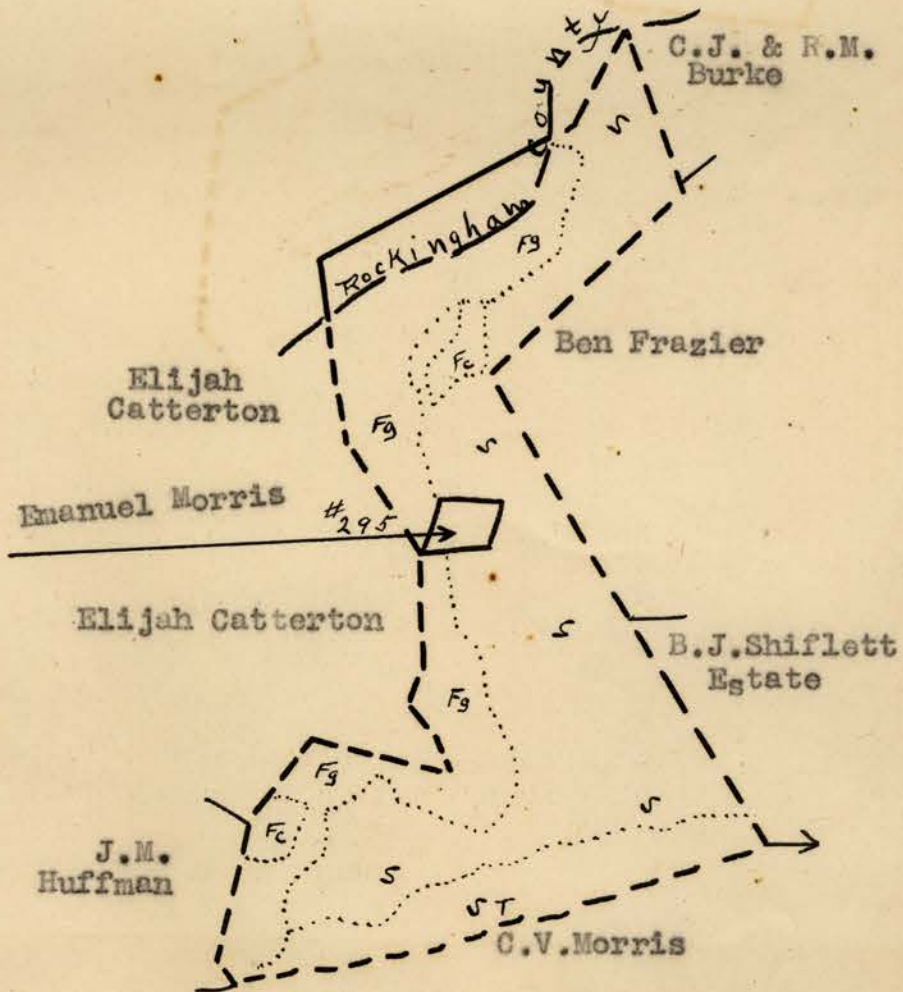 C.J. & R.M.
Burke
County
S
Rockingham
Fg
Ben Frazier
Fc
Elijah
Catterton
Fg
S
Emanuel Morris
#295
Elijah Catterton
S
B.J.Shiflett
Estate
Fg
Fg
S
Fc
J.M.
Huffman
S
ST
C.V.Morris